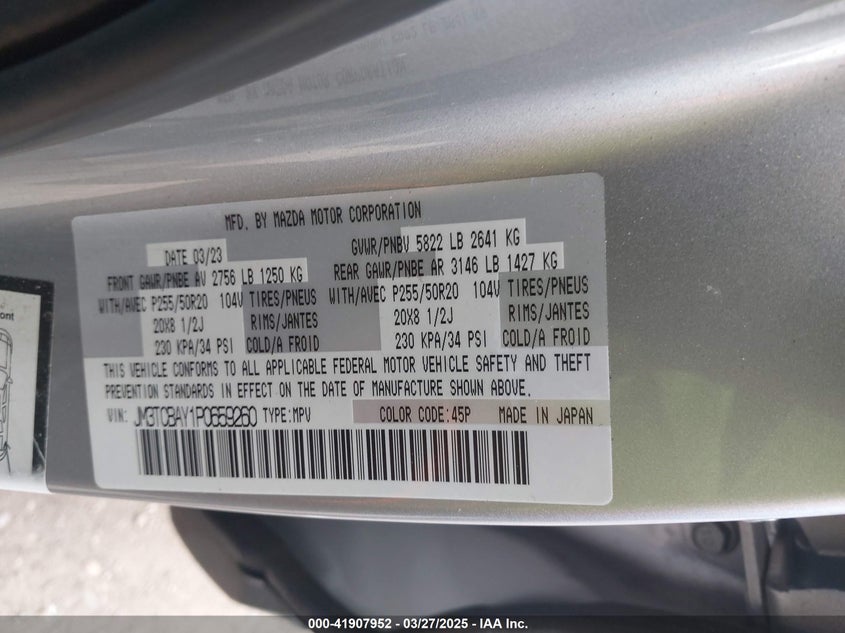 MFD. BY MAZDA MOTOR CORPORATION
DATE 03/23
GVWR/PNBV 5822 LB 2641 KG
FRONT GAWR/PNBE AV 2756 LB 1250 KG
REAR GAWR/PNBE AR 3146 LB 1427 KG
WITH/AVEC P255/50R20 104V TIRES/PNEUS
WITH/AVEC P255/50R20 104V TIRES/PNEUS
20X8 1/2J RIMS/JANTES
20X8 1/2J RIMS/JANTES
230 KPA/34 PSI COLD/A FROID
230 KPA/34 PSI COLD/A FROID
THIS VEHICLE CONFORMS TO ALL APPLICABLE FEDERAL MOTOR VEHICLE SAFETY AND THEFT
PREVENTION STANDARDS IN EFFECT ON THE DATE OF MANUFACTURE SHOWN ABOVE.
VIN: JM3TCBAY1P0659260 TYPE:MPV COLOR CODE:45P MADE IN JAPAN
000-41907952 - 03/27/2025 - IAA Inc.